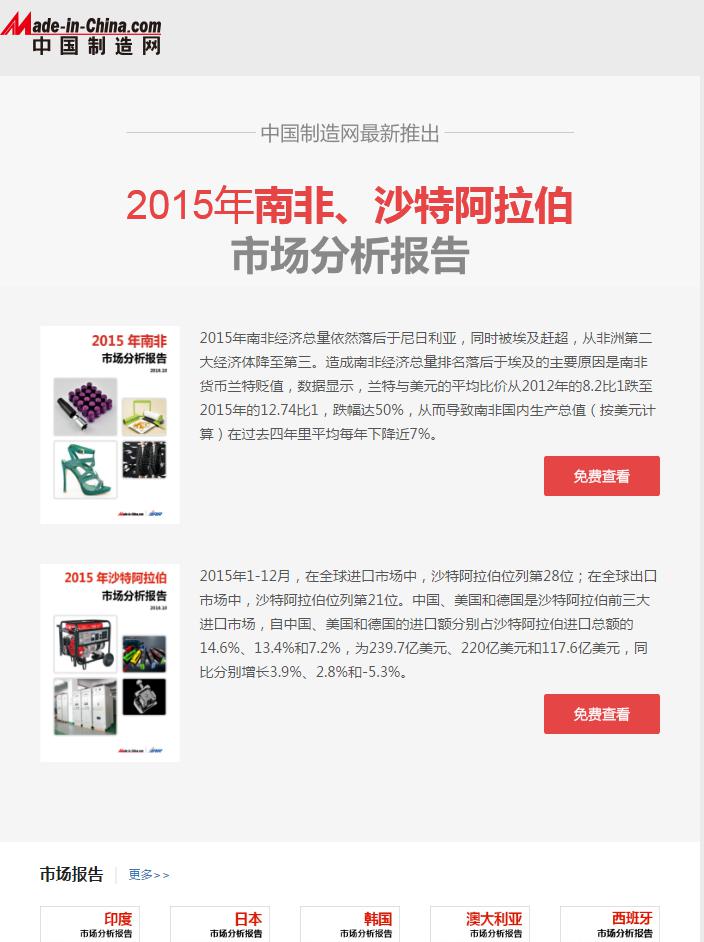 Made-in-China.com
中国制造网
中国制造网最新推出
2015年南非、沙特阿拉伯
市场分析报告
2015 年南非
市场分析报告
2016.10
Made-in-China.com
2015年南非经济总量依然落后于尼日利亚，同时被埃及赶超，从非洲第二
大经济体降至第三。造成南非经济总量排名落后于埃及的主要原因是南非
货币兰特贬值，数据显示，兰特与美元的平均比价从2012年的8.2比1跌至
2015年的12.74比1，跌幅达50%，从而导致南非国内生产总值（按美元计
算）在过去四年里平均每年下降近7%。
免费查看
2015 年沙特阿拉伯
市场分析报告
2016.10
Made-in-China.com
2015年1-12月，在全球进口市场中，沙特阿拉伯位列第28位；在全球出口
市场中，沙特阿拉伯位列第21位。中国、美国和德国是沙特阿拉伯前三大
进口市场，自中国、美国和德国的进口额分别占沙特阿拉伯进口总额的
14.6%、13.4%和7.2%，为239.7亿美元、220亿美元和117.6亿美元，同
比分别增长3.9%、2.8%和-5.3%。
免费查看
市场报告
更多>>
印度
市场分析报告
日本
市场分析报告
韩国
市场分析报告
澳大利亚
市场分析报告
西班牙
市场分析报告